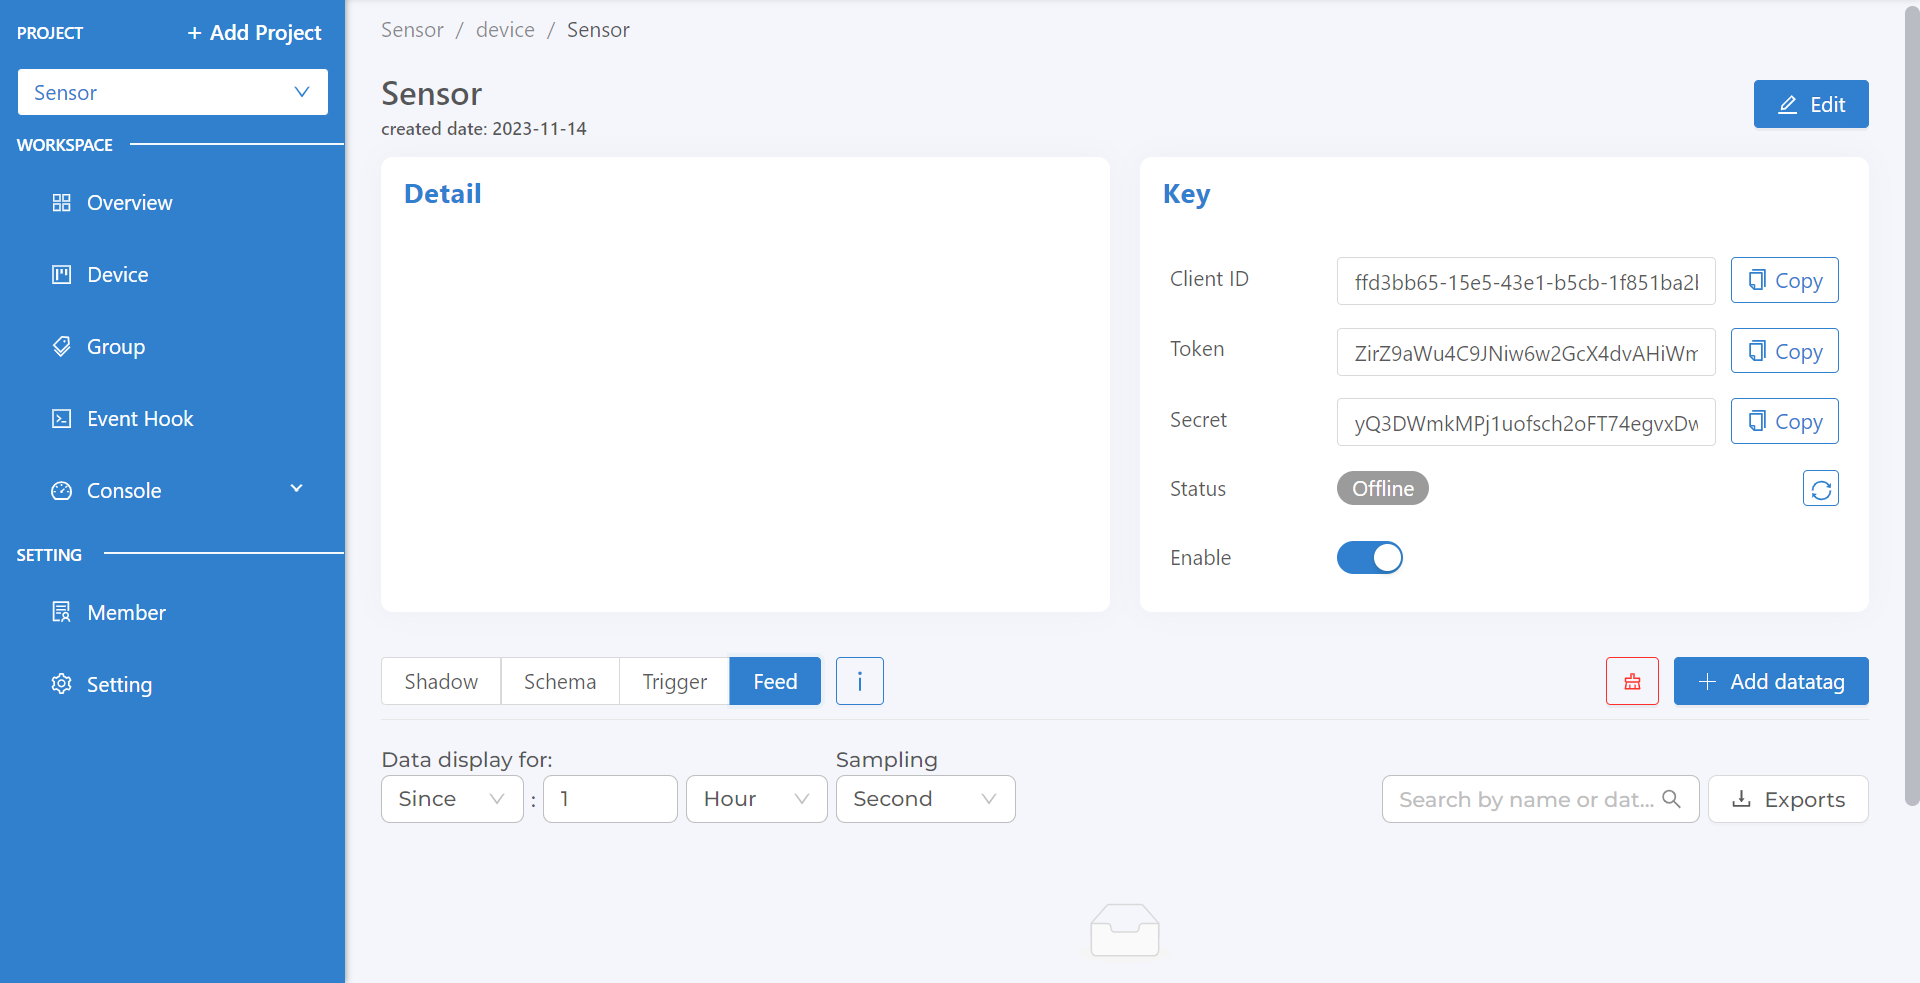 PROJECT
+ Add Project
Sensor
WORKSPACE
Overview
Device
Group
Event Hook
Console
SETTING
Member
Setting
Sensor / device / Sensor
Sensor
created date: 2023-11-14
Edit
Detail
Key
Client ID
ffd3bb65-15e5-43e1-b5cb-1f851ba2
Copy
Token
ZirZ9aWu4C9JNiw6w2GcX4dvAHiWm
Copy
Secret
yQ3DWmkMPj1uofsch2oFT74egvxDw
Copy
Status
Offline
Enable
Shadow
Schema
Trigger
Feed
i
+ Add datatag
Data display for:
Sampling
Since
:
1
Hour
Second
Search by name or dat...
Exports